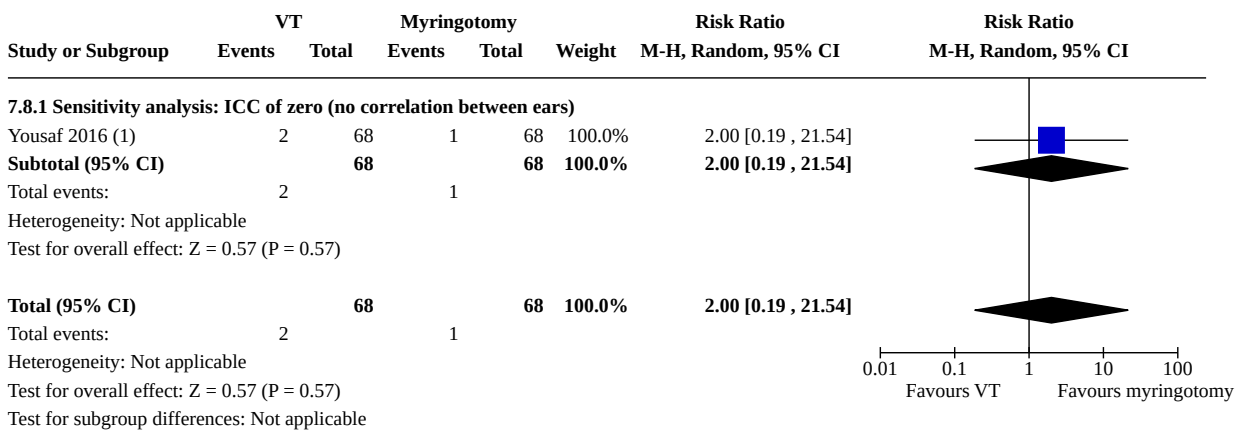 VT Myringotomy Risk Ratio Risk Ratio
Study or Subgroup Events Total Events Total Weight M-H, Random, 95% CI M-H, Random, 95% CI
7.8.1 Sensitivity analysis: ICC of zero (no correlation between ears)
Yousaf 2016 (1) 2 68 1 68 100.0% 2.00 [0.19 , 21.54]
Subtotal (95% CI) 68 68 100.0% 2.00 [0.19 , 21.54]
Total events: 2 1
Heterogeneity: Not applicable
Test for overall effect: Z = 0.57 (P = 0.57)
Total (95% CI) 68 68 100.0% 2.00 [0.19 , 21.54]
Total events: 2 1
Heterogeneity: Not applicable 0.01 0.1 1 10 100
Test for overall effect: Z = 0.57 (P = 0.57) Favours VT Favours myringotomy
Test for subgroup differences: Not applicable